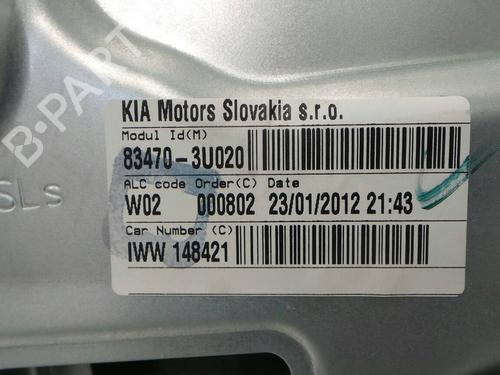 B-PART
SLs
KIA Motors Slovakia s.r.o.
Modul Id(M)
83470-3U020
ALC code Order(C) Date
W02 000802 23/01/2012 21:43
Car Number (C)
IWW 148421